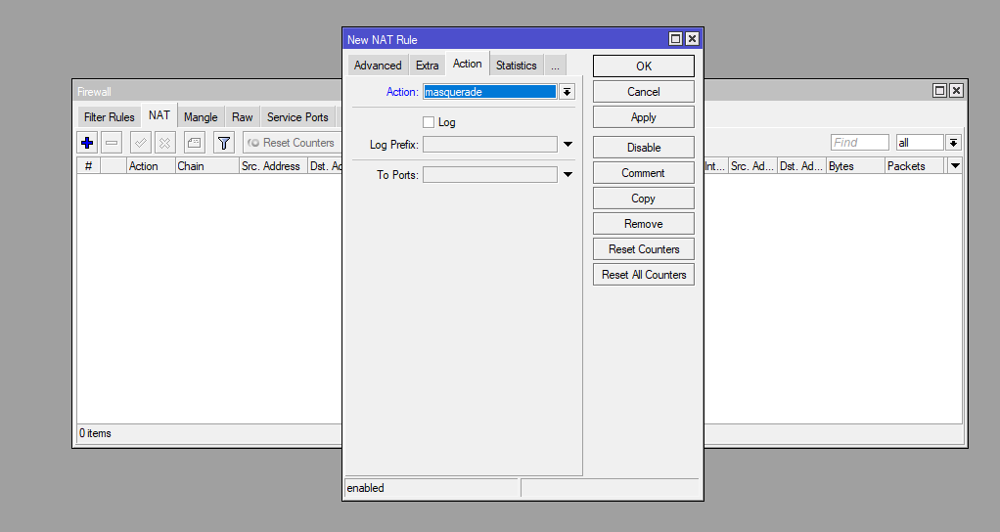 New NAT Rule
Advanced Extra Action Statistics ...
Action: masquerade
Log
Log Prefix:
To Ports:
enabled
OK
Cancel
Apply
Disable
Comment
Copy
Remove
Reset Counters
Reset All Counters
Firewall
Filter Rules NAT Mangle Raw Service Ports
Reset Counters Find all
# Action Chain Src. Address Dst. Ad Int... Src. Ad... Dst. Ad... Bytes Packets
0 items